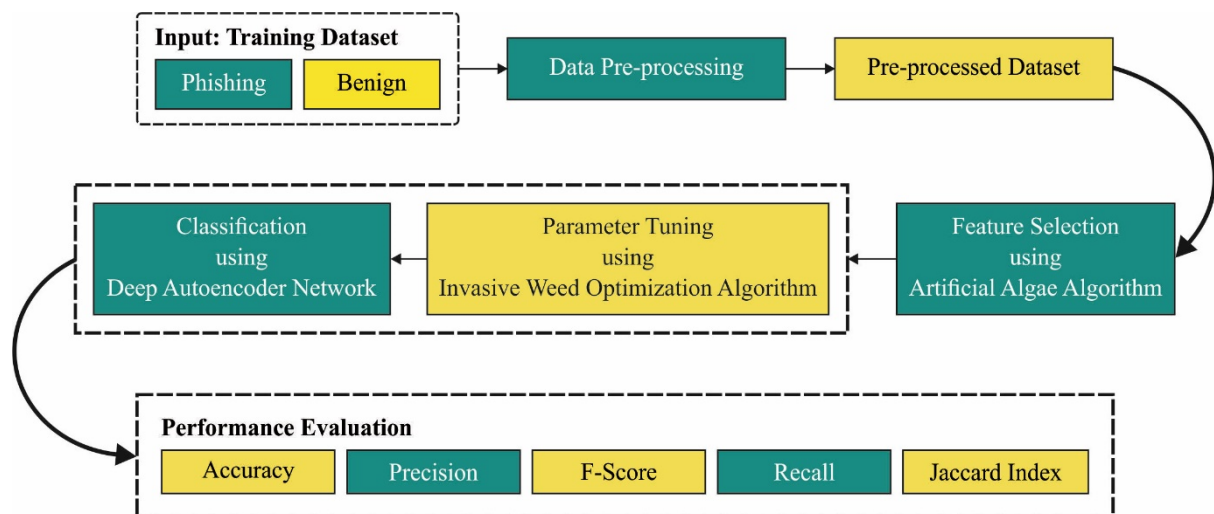 Input: Training Dataset
Phishing
Benign
Data Pre-processing
Pre-processed Dataset
Classification
using
Deep Autoencoder Network
Parameter Tuning
using
Invasive Weed Optimization Algorithm
Feature Selection
using
Artificial Algae Algorithm
Performance Evaluation
Accuracy
Precision
F-Score
Recall
Jaccard Index